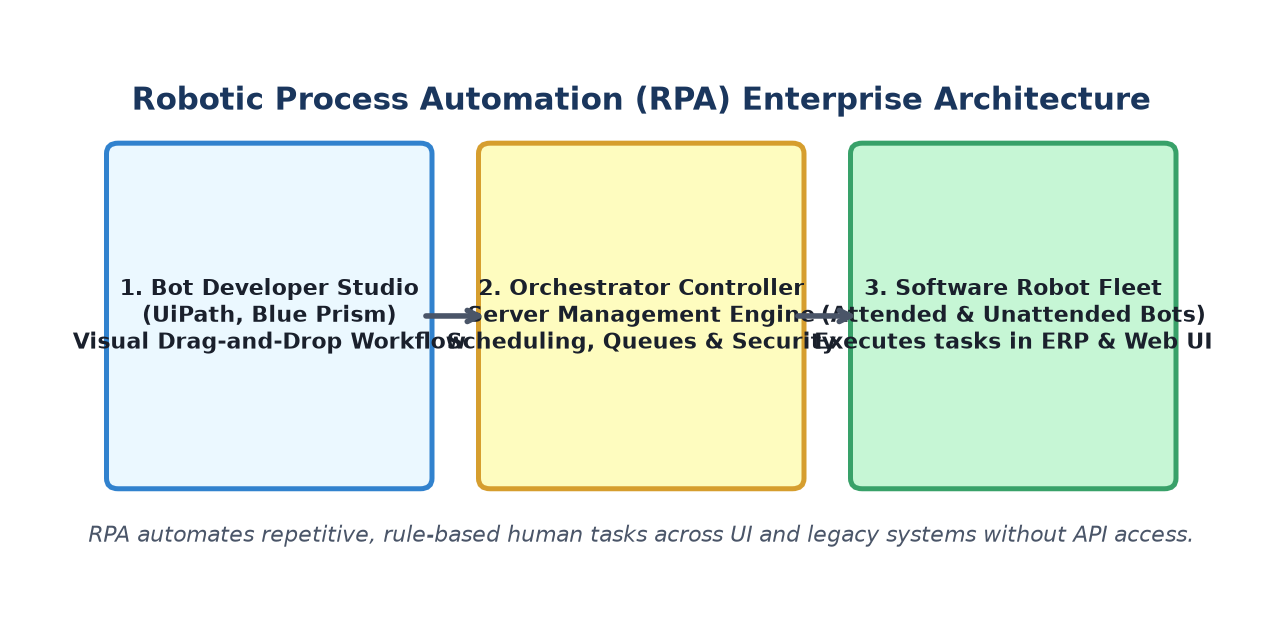 Robotic Process Automation (RPA) Enterprise Architecture
1. Bot Developer Studio
(UiPath, Blue Prism)
Visual Drag-and-Drop Workflow
2. Orchestrator Controller
Server Management Engine
Scheduling, Queues & Security
3. Software Robot Fleet
(Attended & Unattended Bots)
Executes tasks in ERP & Web UI
RPA automates repetitive, rule-based human tasks across UI and legacy systems without API access.